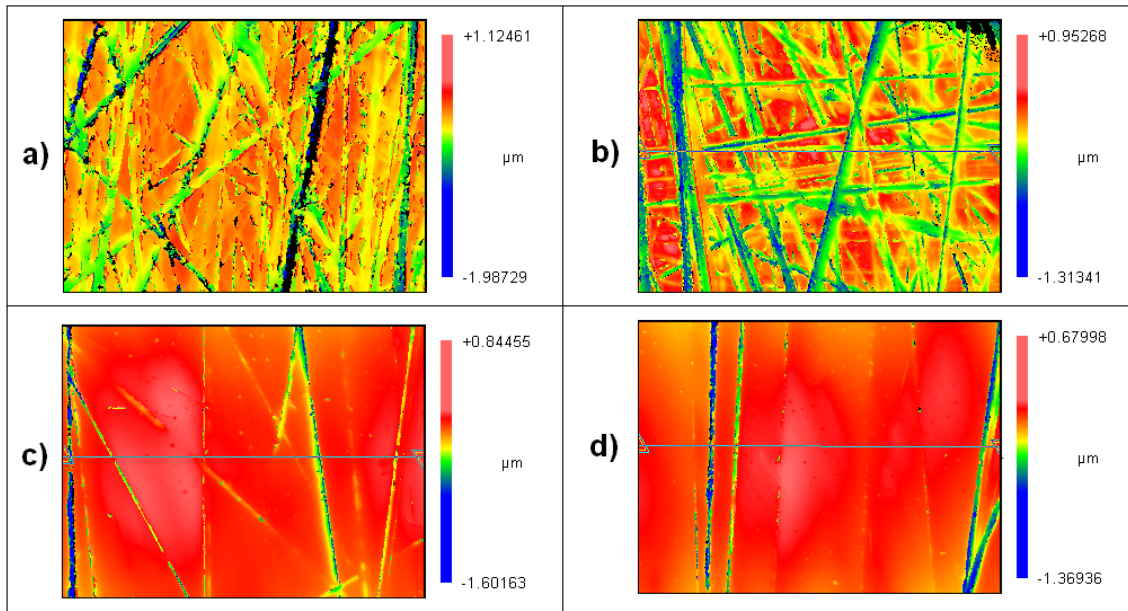 a)
+1.12461
µm
-1.98729
b)
+0.95268
µm
-1.31341
c)
+0.84455
µm
-1.60163
d)
+0.67998
µm
-1.36936